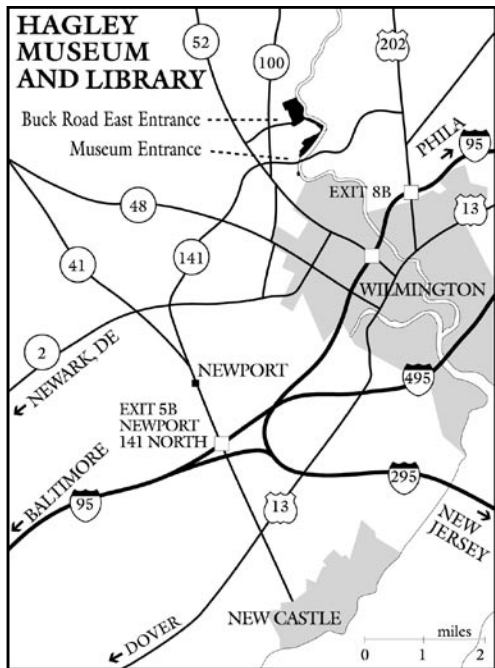 HAGLEY
MUSEUM
AND LIBRARY
52
202
100
Buck Road East Entrance
Museum Entrance
PHILA
95
EXIT 8B
13
48
141
41
WILMINGTON
2
NEWARK, DE
NEWPORT
495
EXIT 5B
NEWPORT
141 NORTH
BALTIMORE
95
13
295
NEW
JERSEY
NEW CASTLE
DOVER
miles
0 1 2